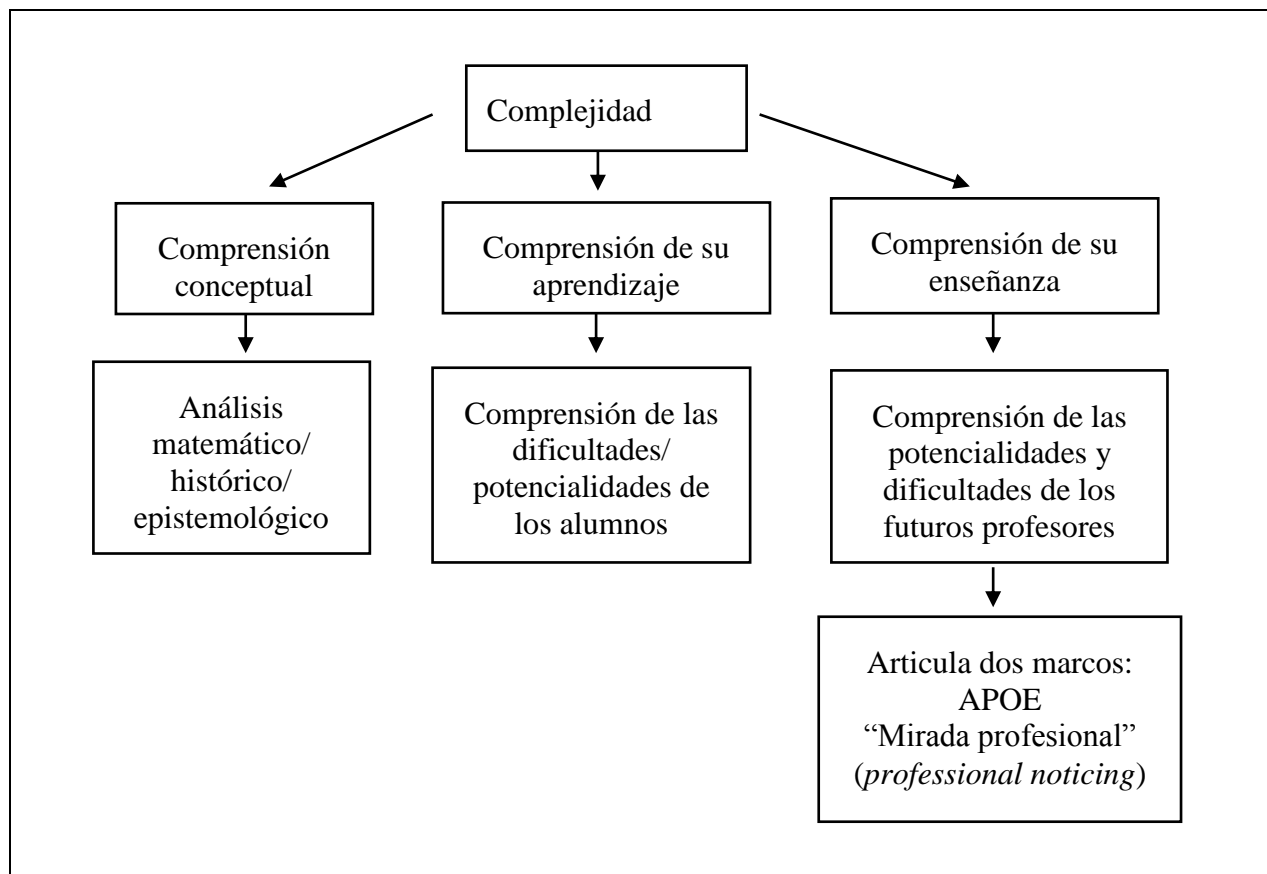 Complejidad
Comprensión
conceptual
Comprensión de su
aprendizaje
Comprensión de su
enseñanza
Análisis
matemático/
histórico/
epistemológico
Comprensión de las
dificultades/
potencialidades de
los alumnos
Comprensión de las
potencialidades y
dificultades de los
futuros profesores
Articula dos marcos:
APOE
“Mirada profesional”
(professional noticing)